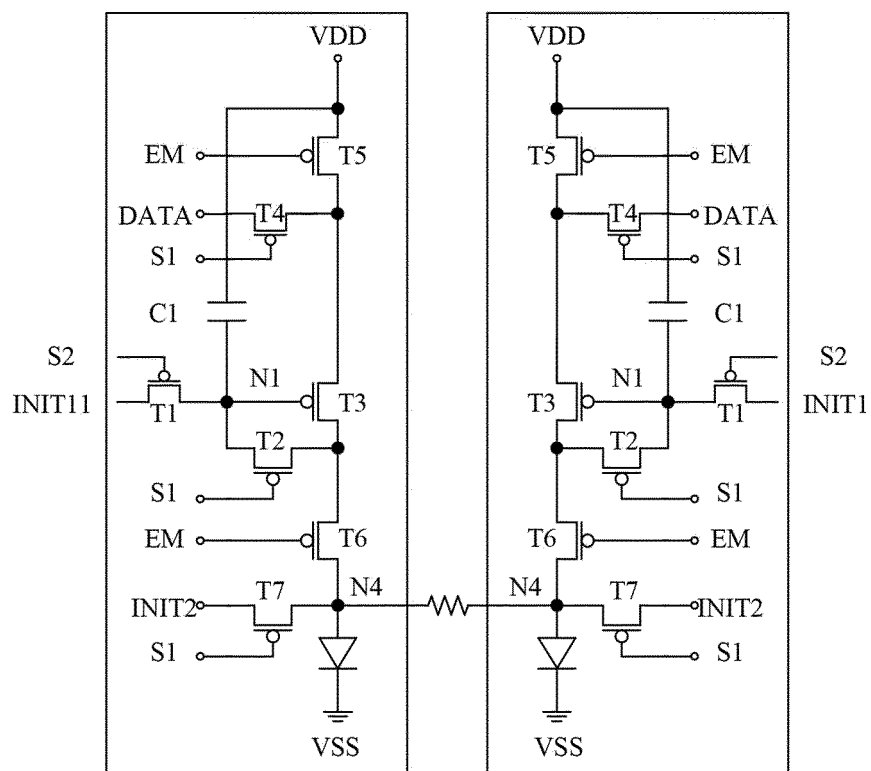 VDD VDD
EM T5 T5 EM
DATA T4 T4 DATA
S1 S1
C1 C1
S2 N1 N1 S2
INIT11 T1 T3 T3 T1 INIT1
T2 T2
S1 S1
EM T6 T6 EM
INIT2 T7 N4 N4 T7 INIT2
S1 S1
VSS VSS